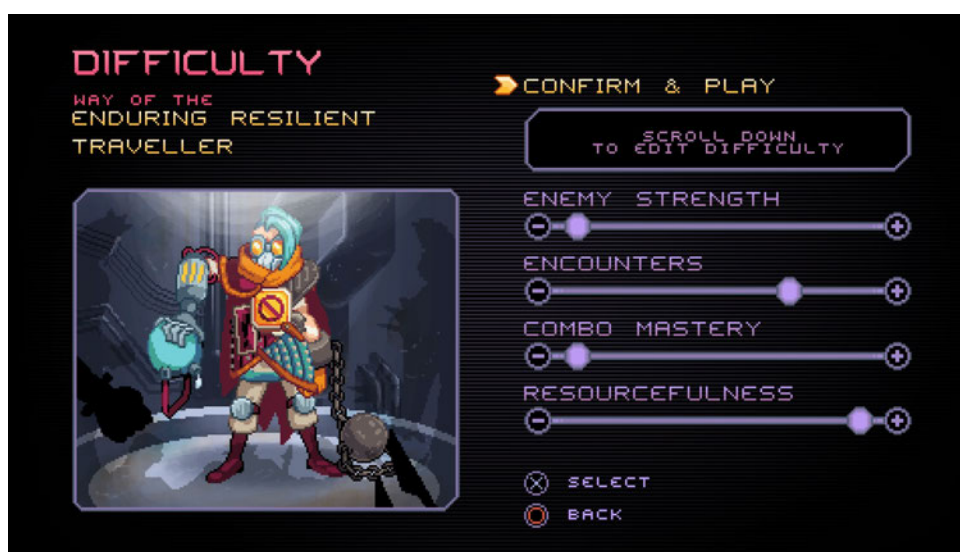 DIFFICULTY
WAY OF THE
ENDURING RESILIENT
TRAVELLER
CONFIRM & PLAY
SCROLL DOWN
TO EDIT DIFFICULTY
ENEMY STRENGTH
ENCOUNTERS
COMBO MASTERY
RESOURCEFULNESS
SELECT
BACK